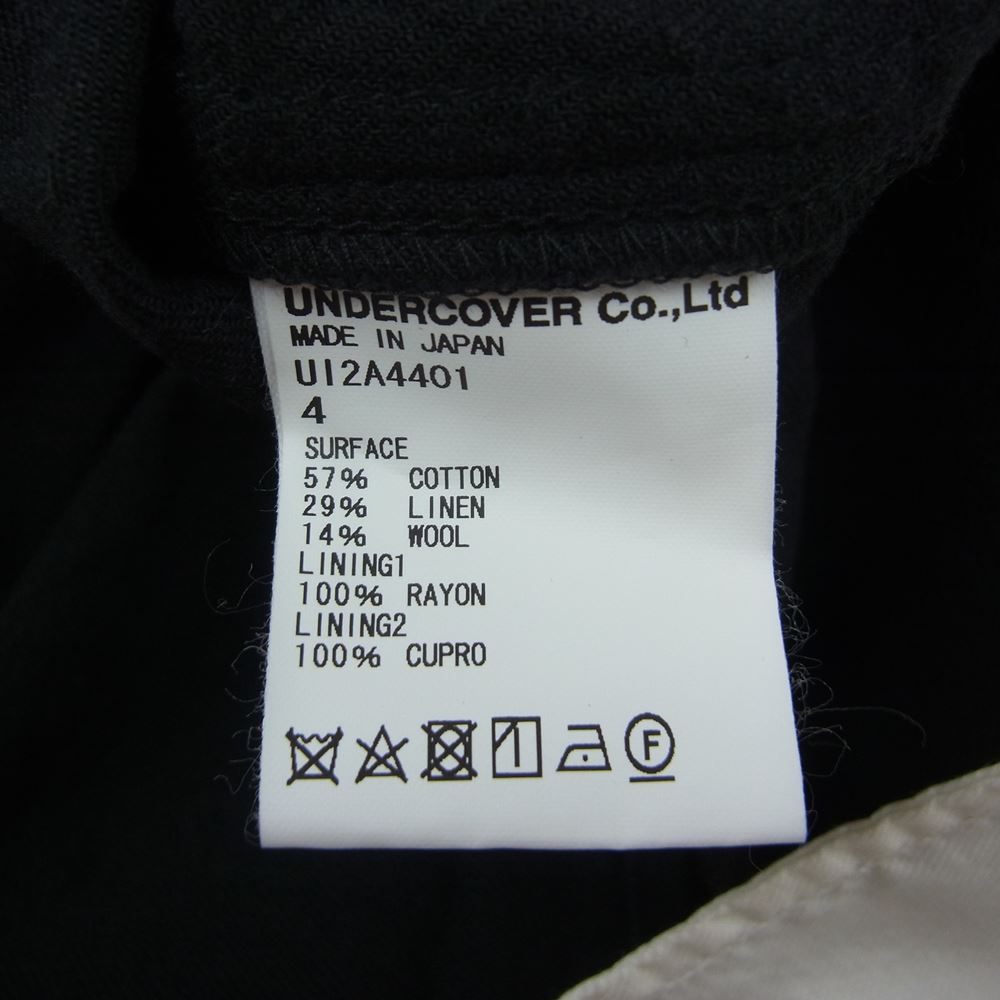 UNDERCOVER Co.,Ltd
MADE IN JAPAN
UI2A4401
4
SURFACE
57% COTTON
29% LINEN
14% WOOL
LINING1
100% RAYON
LINING2
100% CUPRO
F